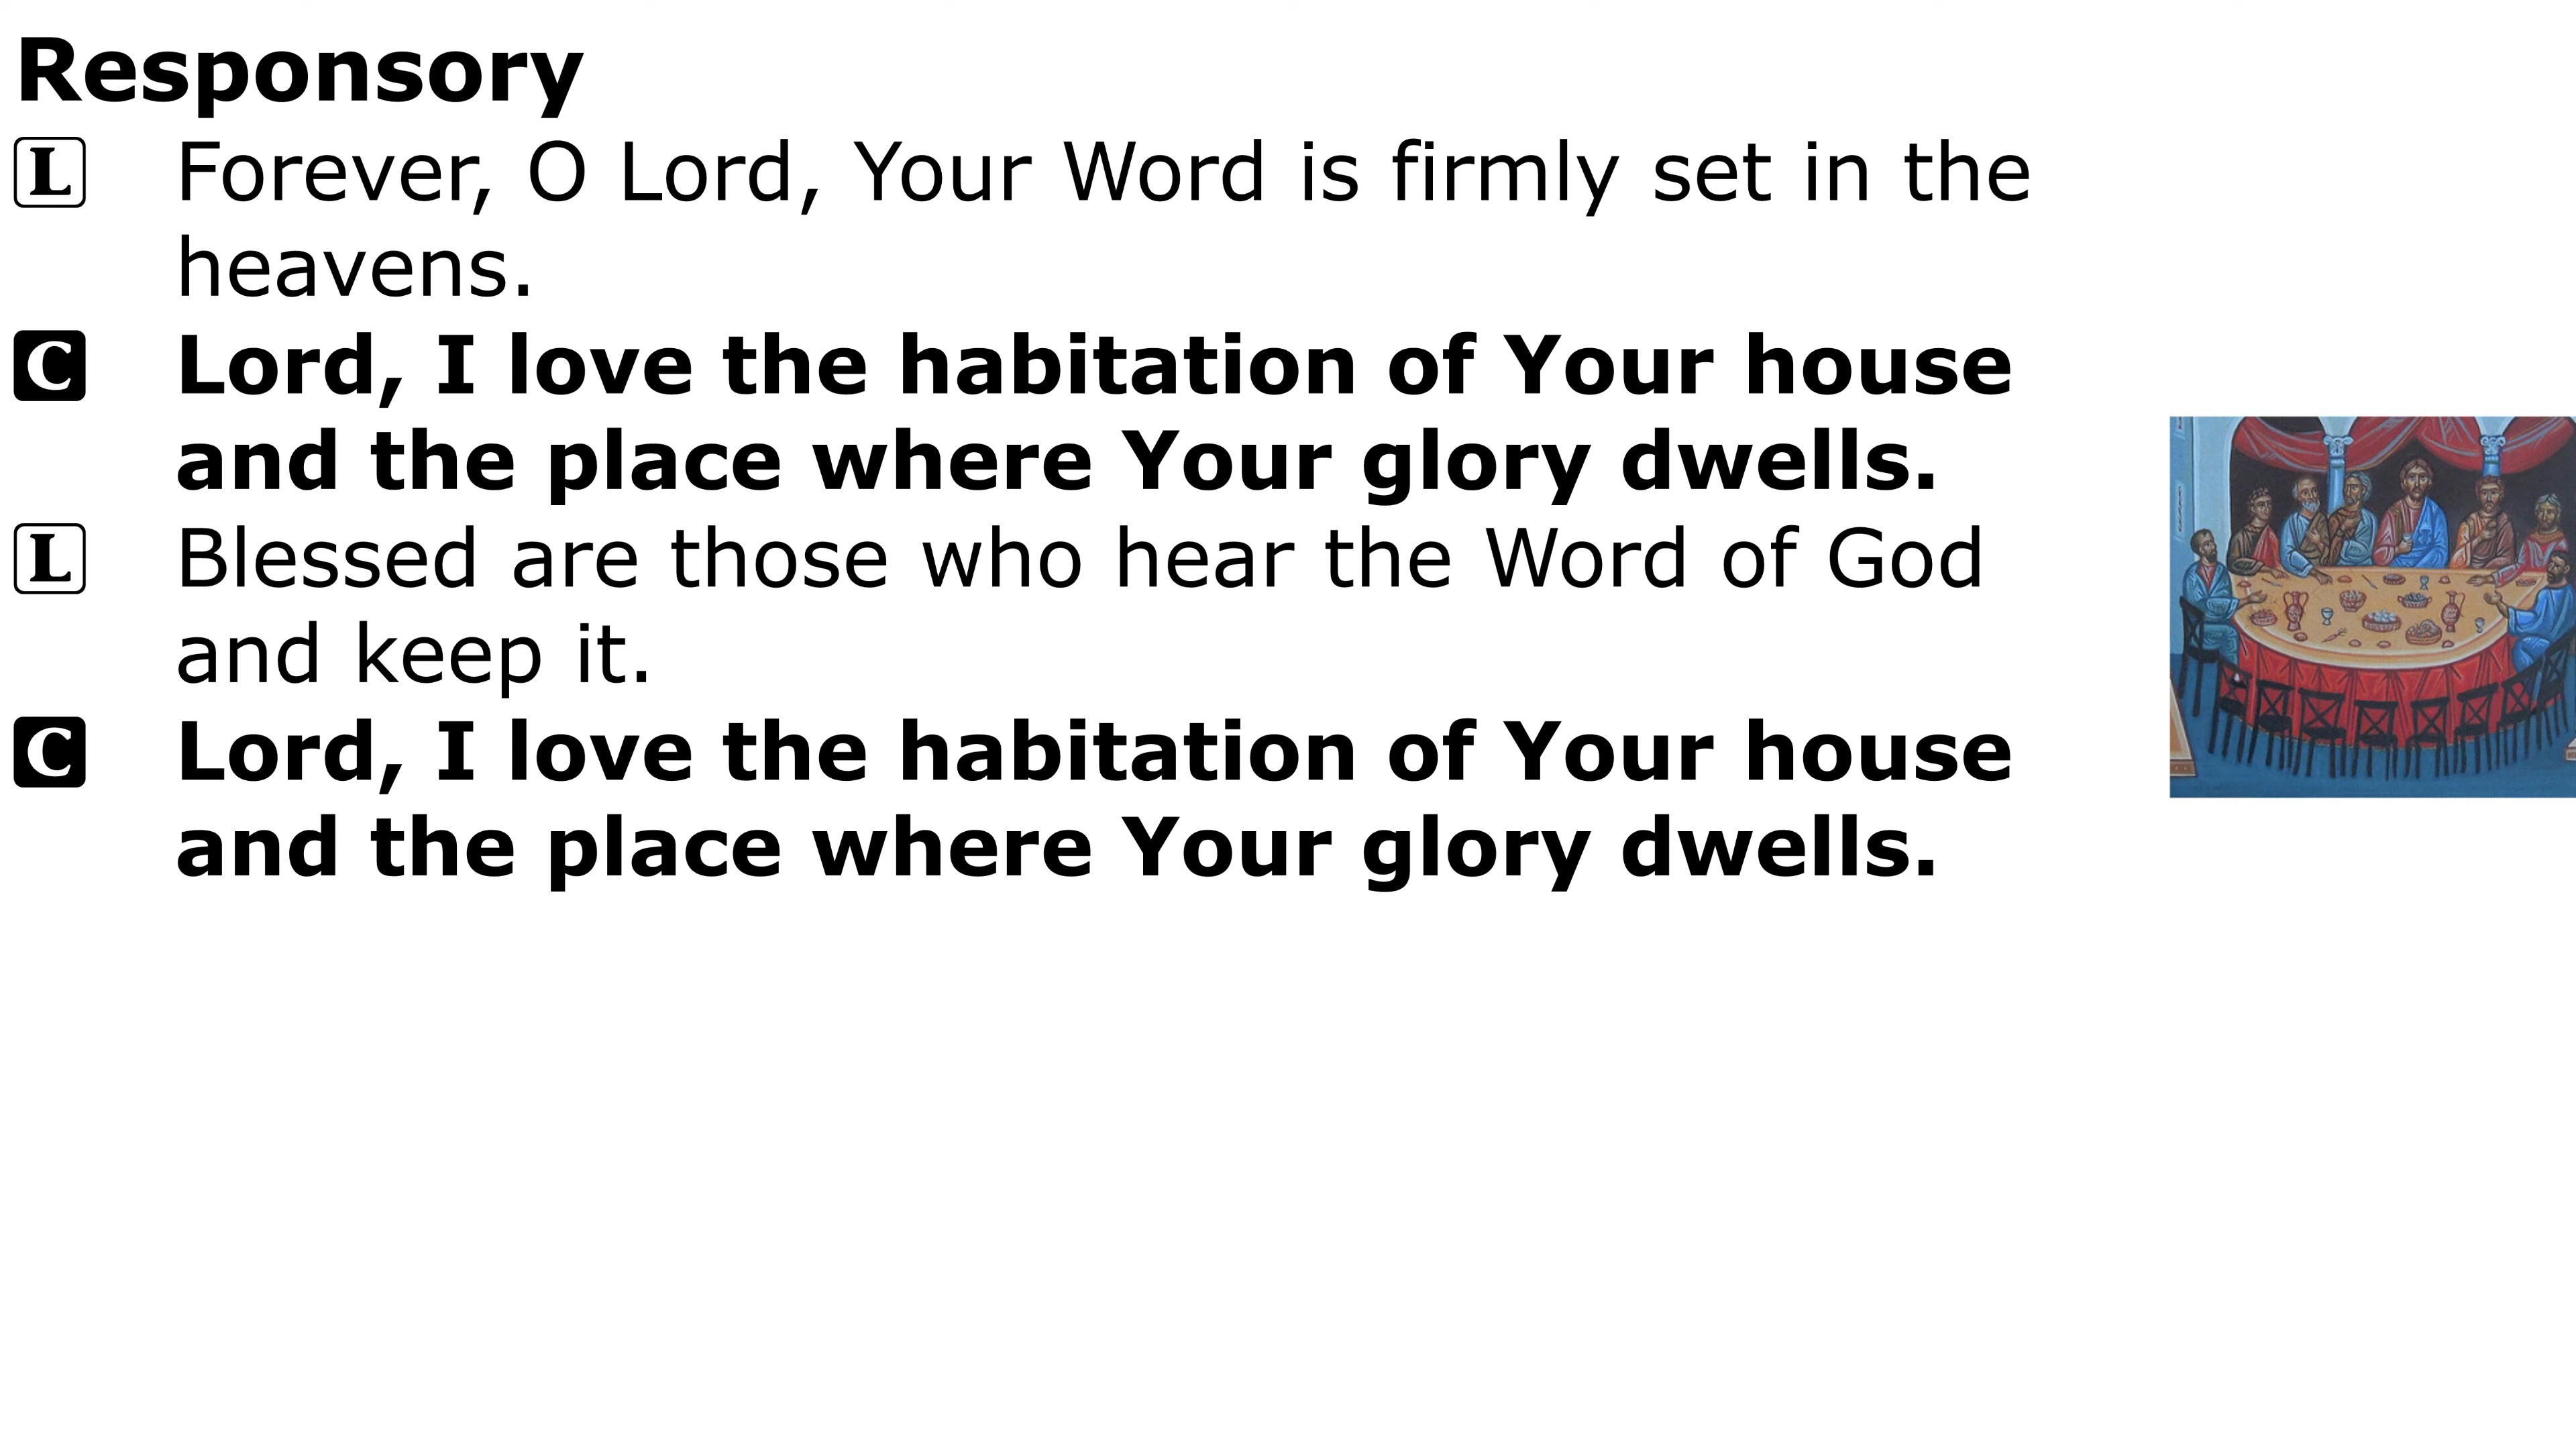 Responsory
L Forever, O Lord, Your Word is firmly set in the
heavens.
C Lord, I love the habitation of Your house
and the place where Your glory dwells.
L Blessed are those who hear the Word of God
and keep it.
C Lord, I love the habitation of Your house
and the place where Your glory dwells.